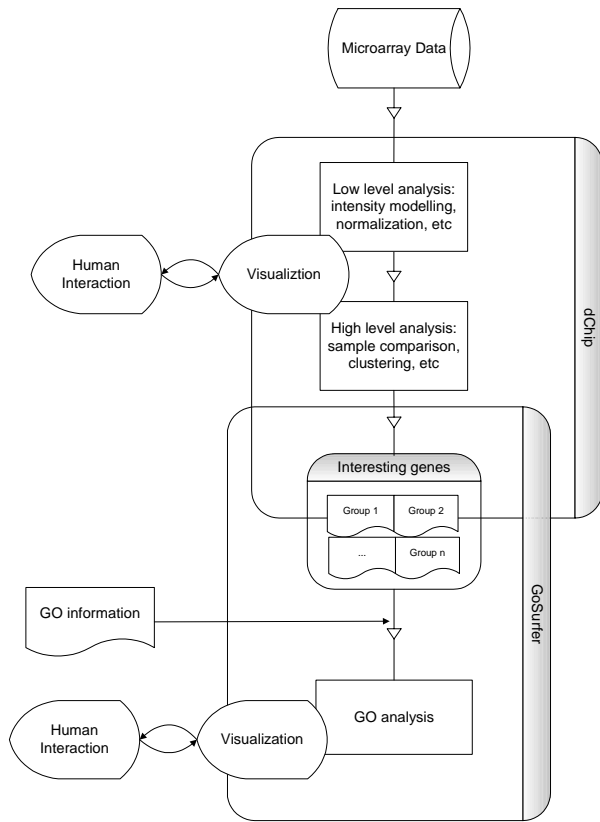 Microarray Data
Low level analysis:
intensity modelling,
normalization, etc
Human
Interaction
Visualiztion
High level analysis:
sample comparison,
clustering, etc
dChip
Interesting genes
Group 1
Group 2
...
Group n
GO information
GoSurfer
GO analysis
Human
Interaction
Visualization